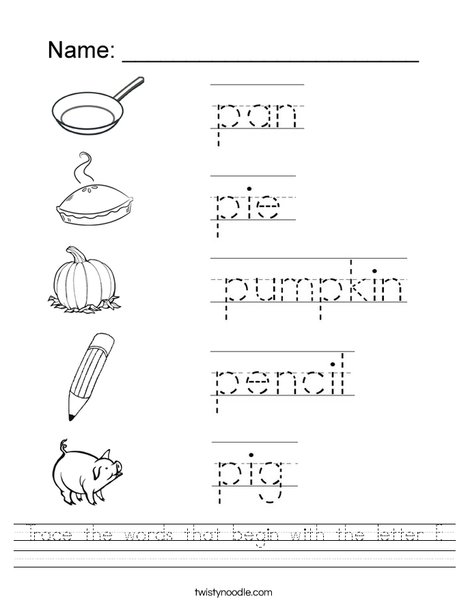 Name:
pan
pie
pumpkin
pencil
pig
Trace the words that begin with the letter
twistynoodle.com